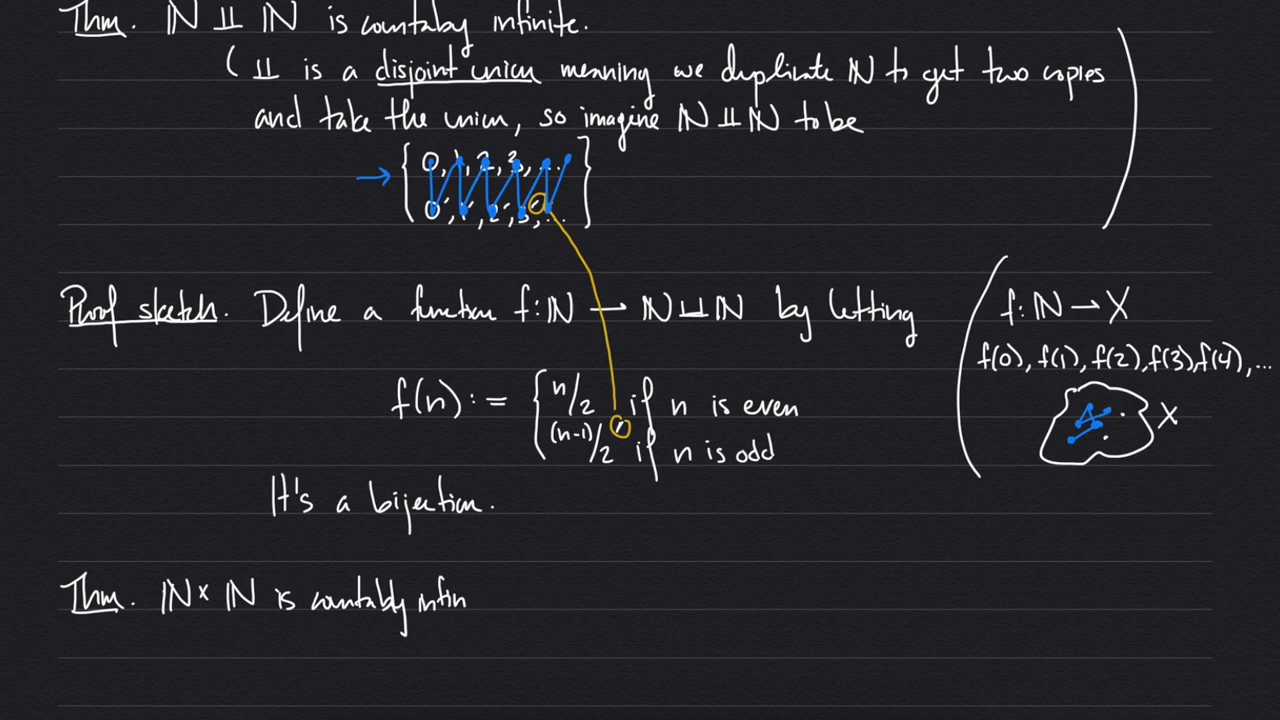 Thm. ℕ ⨿ ℕ is countaby infinite.
( ⨿ is a disjoint union meaning we duplicate ℕ to get two copies
and take the union, so imagine ℕ ⨿ ℕ to be )
→ { 0, 1, 2, 3, ...
0', 1', 2', 3', ... }
Proof sketch. Define a function f: ℕ → ℕ ⨿ ℕ by letting
f(n) := { n/2 if n is even
(n-1)/2 ' if n is odd
It's a bijection.
( f: ℕ → X
f(0), f(1), f(2), f(3), f(4), ...
X
Thm. ℕ × ℕ is countably infin